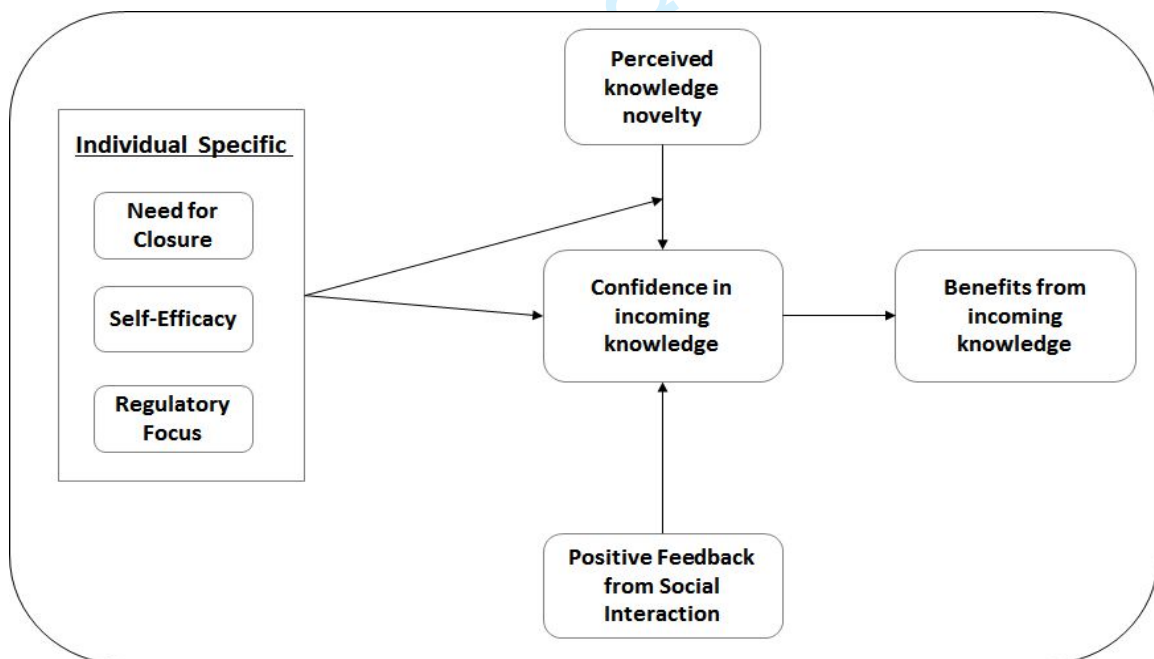 Perceived
knowledge
novelty
Individual Specific
Need for
Closure
Self-Efficacy
Regulatory
Focus
Confidence in
incoming
knowledge
Benefits from
incoming
knowledge
Positive Feedback
from Social
Interaction